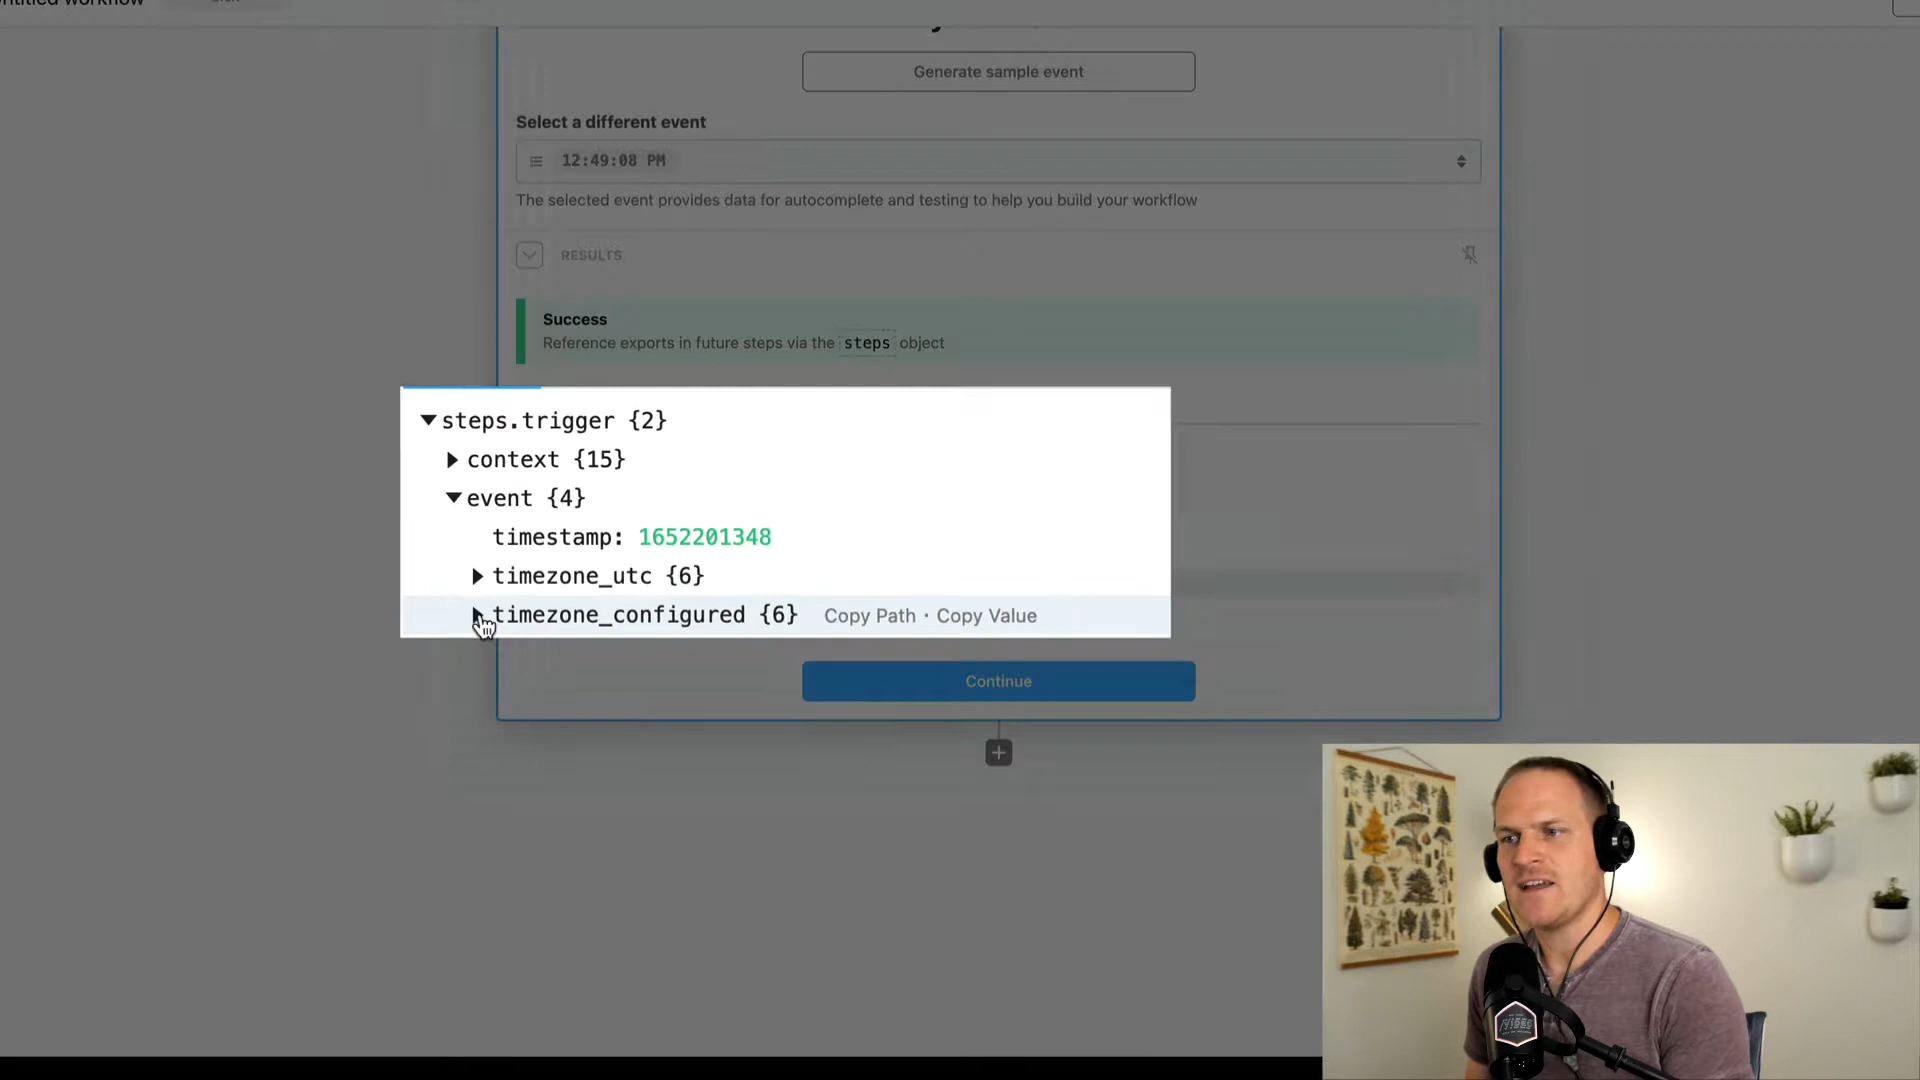 Generate sample event
Select a different event
12:49:08 PM
The selected event provides data for autocomplete and testing to help you build your workflow
RESULTS
Success
Reference exports in future steps via the steps object
steps.trigger {2}
context {15}
event {4}
timestamp: 1652201348
timezone_utc {6}
timezone_configured {6} Copy Path · Copy Value
Continue